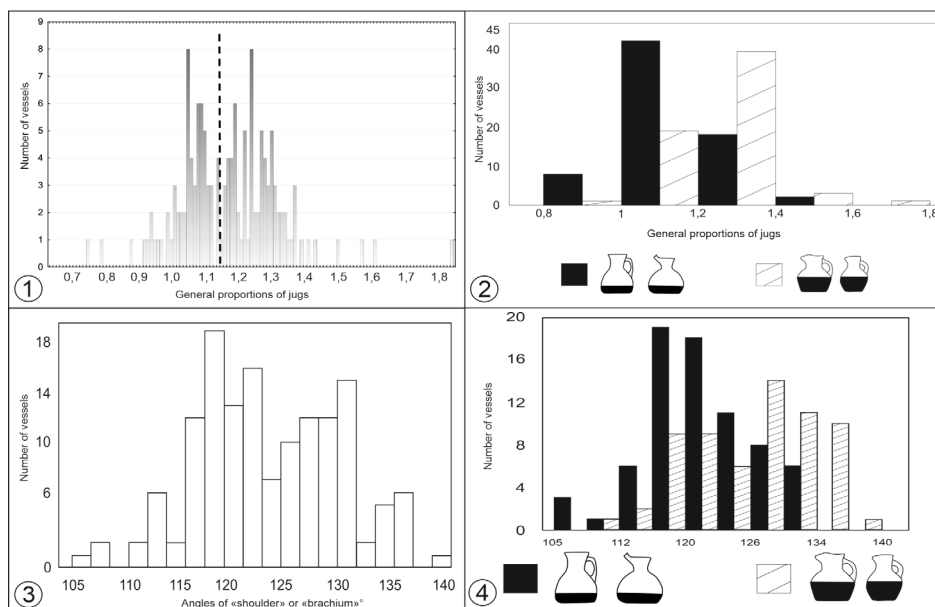 9
8
7
6
5
4
3
2
1
0
Number of vessels
0,7 0,8 0,9 1,0 1,1 1,2 1,3 1,4 1,5 1,6 1,7 1,8
General proportions of jugs
1
45
40
30
20
10
0
Number of vessels
0,8 1 1,2 1,4 1,6 1,8
General proportions of jugs
2
18
14
10
6
0
Number of vessels
105 110 115 120 125 130 135 140
Angles of «shoulder» or «brachium»°
3
20
16
12
8
4
0
Number of vessels
105 112 120 126 134 140
4